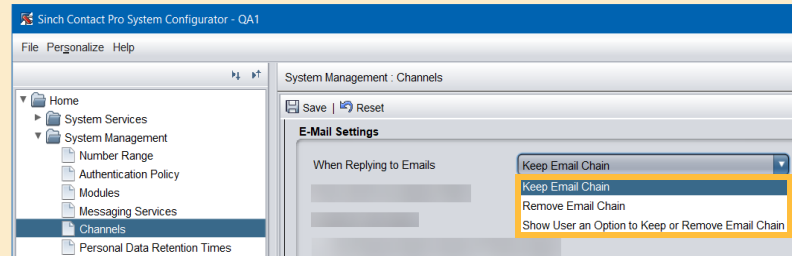 Sinch Contact Pro System Configurator - QA1
File Personalize Help
System Management : Channels
Home
Save | Reset
System Services
E-Mail Settings
System Management
Number Range
When Replying to Emails
Keep Email Chain
Authentication Policy
Keep Email Chain
Modules
Remove Email Chain
Messaging Services
Show User an Option to Keep or Remove Email Chain
Channels
Personal Data Retention Times